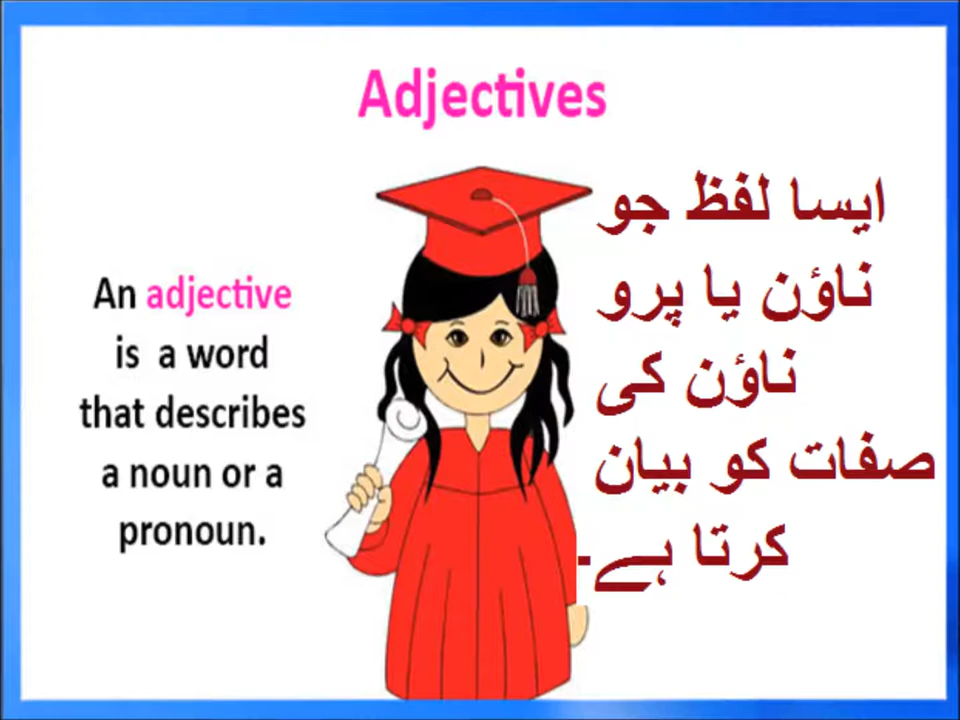 Adjectives
An adjective
is a word
that describes
a noun or a
pronoun.
ایسا لفظ جو
ناؤن یا پرو
ناؤن کی
صفات کو بیان
کرتا ہے۔